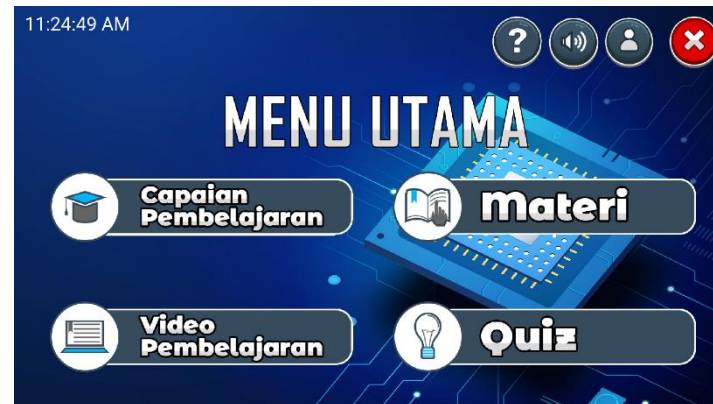 11:24:49 AM
?
MENU UTAMA
Capaian
Pembelajaran
Materi
Video
Pembelajaran
Quiz